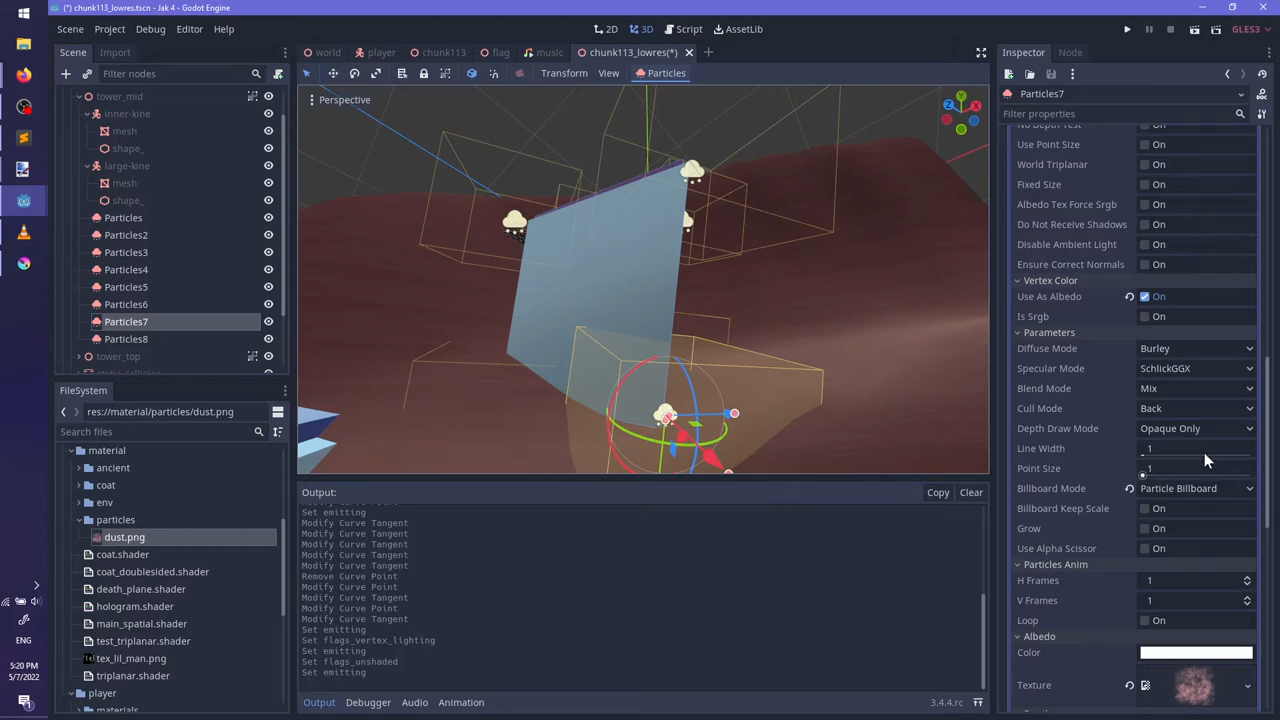 (*) chunk113_lowres.tscn - Jak 4 - Godot Engine
Scene Project Debug Editor Help
2D 3D Script AssetLib
GLES3
Scene Import
world player chunk113 flag music chunk113_lowres(*)
Inspector Node
Filter nodes
Transform View Particles
Particles7
Filter properties
tower_mid
inner-kine
mesh
shape_
large-kine
mesh
shape_
Particles
Particles2
Particles3
Particles4
Particles5
Particles6
Particles7
Particles8
tower_top
Perspective
Y
Z
X
No Depth Test On
Use Point Size On
World Triplanar On
Fixed Size On
Albedo Tex Force Srgb On
Do Not Receive Shadows On
Disable Ambient Light On
Ensure Correct Normals On
Vertex Color
Use As Albedo On
Is Srgb On
Parameters
Diffuse Mode Burley
Specular Mode SchlickGGX
Blend Mode Mix
Cull Mode Back
Depth Draw Mode Opaque Only
Line Width 1
Point Size 1
Billboard Mode Particle Billboard
Billboard Keep Scale On
Grow On
Use Alpha Scissor On
Particles Anim
H Frames 1
V Frames 1
Loop On
Albedo
Color
Texture
FileSystem
res://material/particles/dust.png
Search files
material
ancient
coat
env
particles
dust.png
coat.shader
coat_doublesided.shader
death_plane.shader
hologram.shader
main_spatial.shader
test_triplanar.shader
tex_lil_man.png
triplanar.shader
player
materials
Output: Copy Clear
Set emitting
Modify Curve Tangent
Modify Curve Tangent
Modify Curve Tangent
Modify Curve Tangent
Modify Curve Tangent
Remove Curve Point
Modify Curve Point
Modify Curve Tangent
Modify Curve Point
Modify Curve Tangent
Set emitting
Set flags_vertex_lighting
Set emitting
Set flags_unshaded
Set emitting
Output Debugger Audio Animation 3.4.4.rc
ENG
5:20 PM
5/7/2022
1